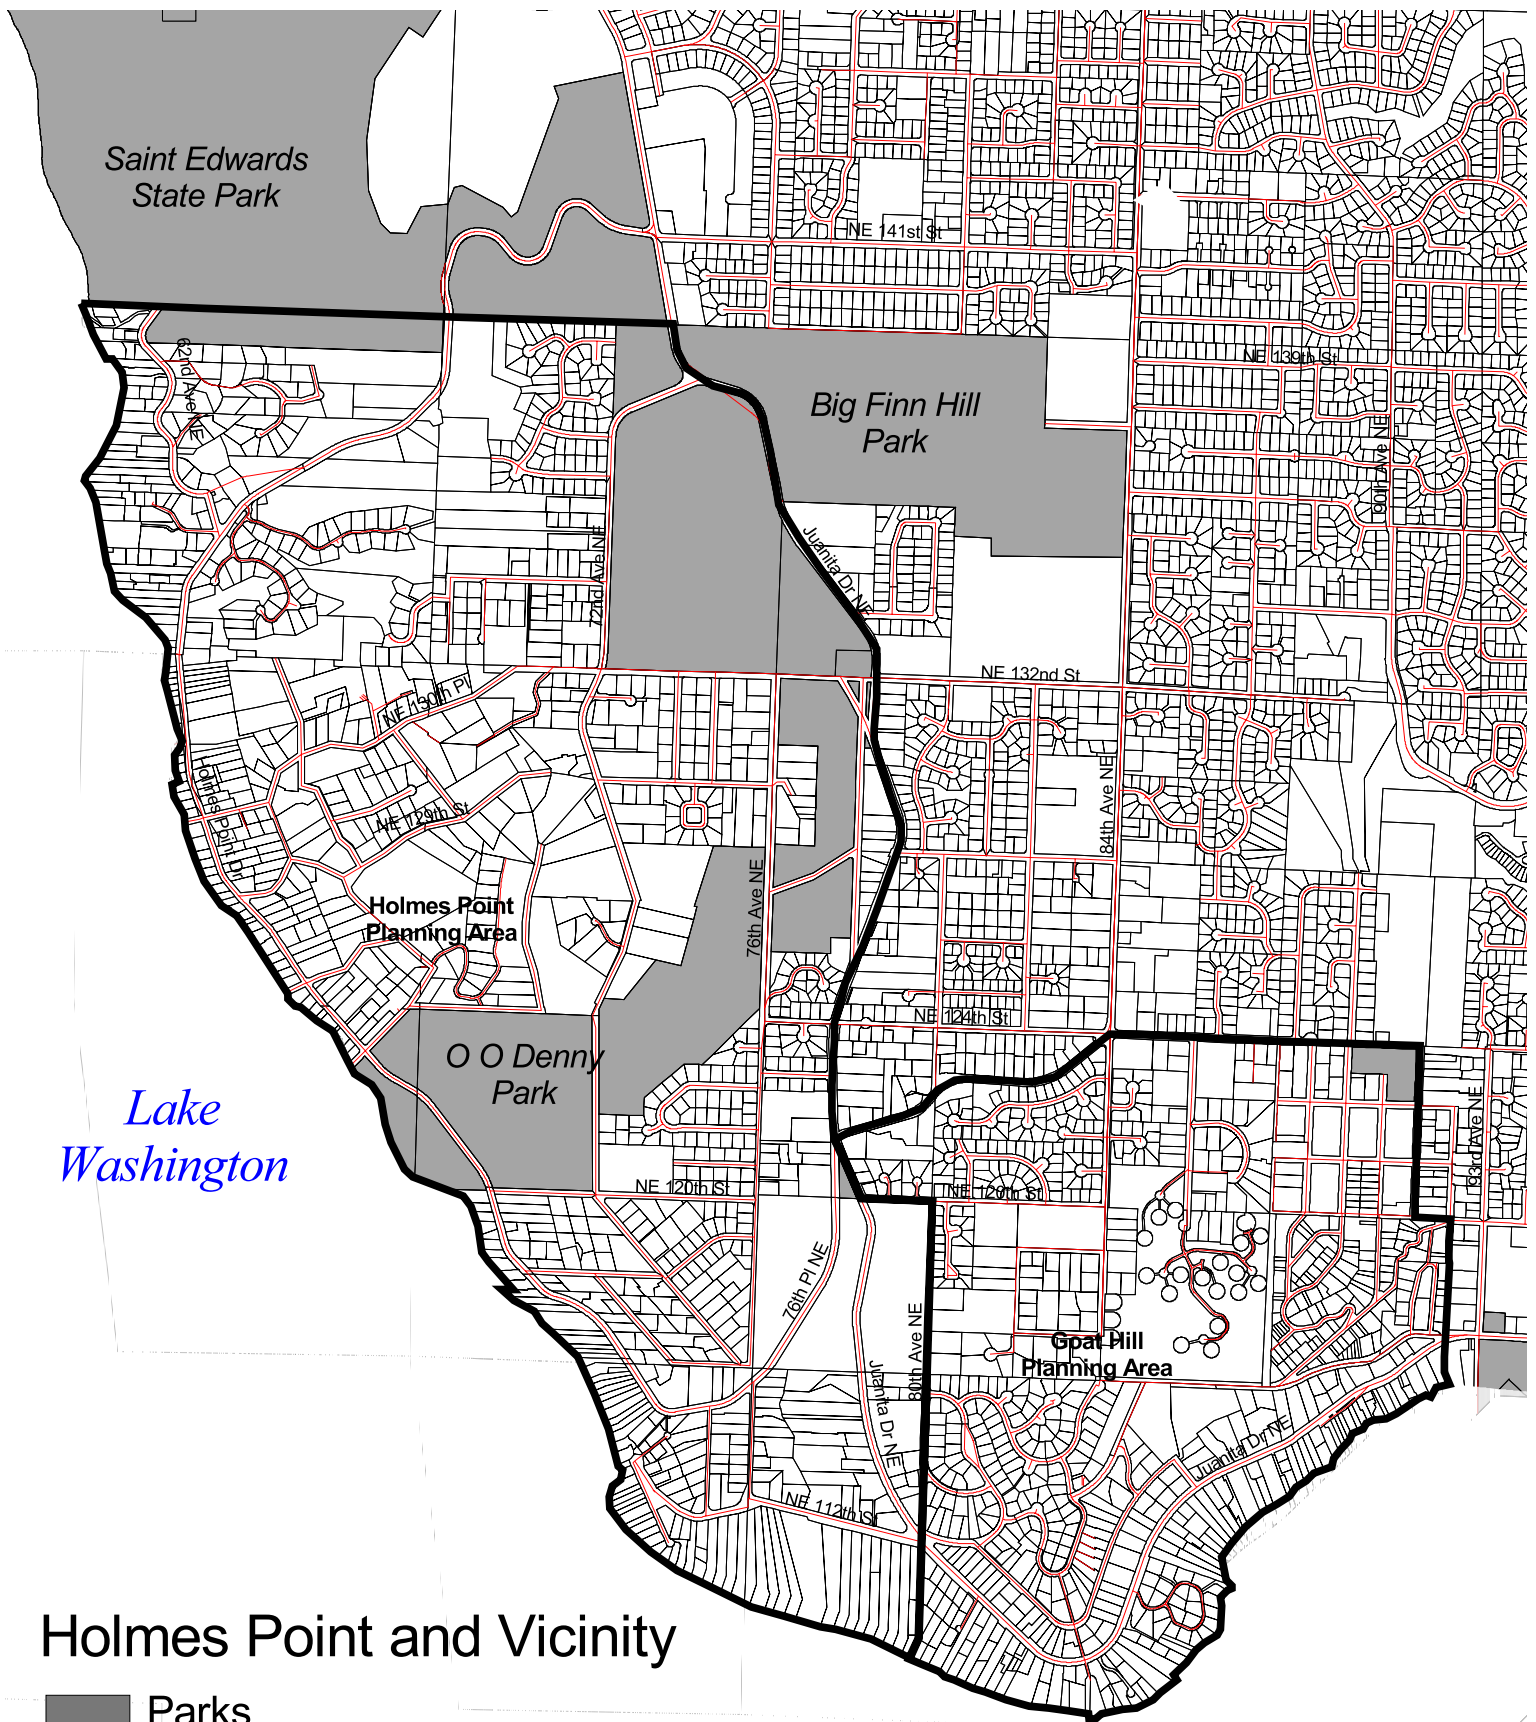 Saint Edwards
State Park
NE 141st St
62nd Ave NE
NE 139th St
Big Finn Hill
Park
90th Ave NE
Juanita Dr NE
72nd Ave NE
NE 132nd St
NE 130th Pl
Holmes Point Dr
NE 129th St
84th Ave NE
76th Ave NE
Holmes Point
Planning Area
NE 124th St
O O Denny
Park
Lake
Washington
93rd Ave NE
NE 120th St
NE 120th St
76th Pl NE
80th Ave NE
Goat Hill
Planning Area
Juanita Dr NE
Juanita Dr NE
NE 112th St
Holmes Point and Vicinity
Parks